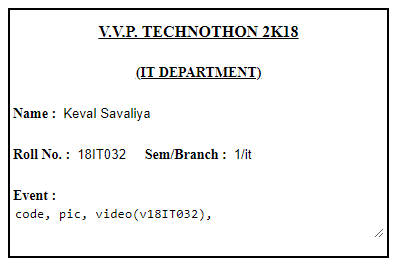 V.V.P. TECHNOTHON 2K18
(IT DEPARTMENT)
Name : Keval Savaliya
Roll No. : 18IT032 Sem/Branch : 1/it
Event :
code, pic, video(v18IT032),